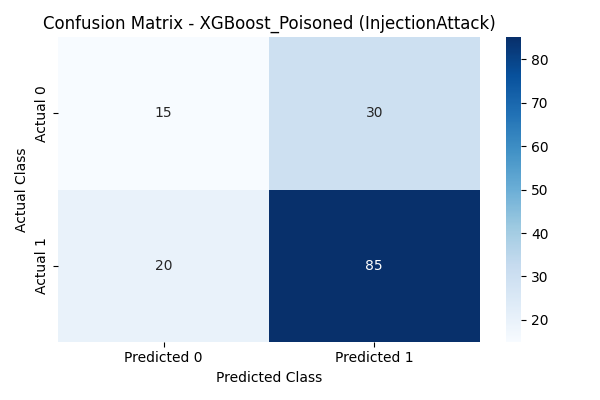 Confusion Matrix - XGBoost_Poisoned (InjectionAttack)
Actual Class
Actual 0
15
30
Actual 1
20
85
Predicted 0
Predicted 1
Predicted Class
80
70
60
50
40
30
20